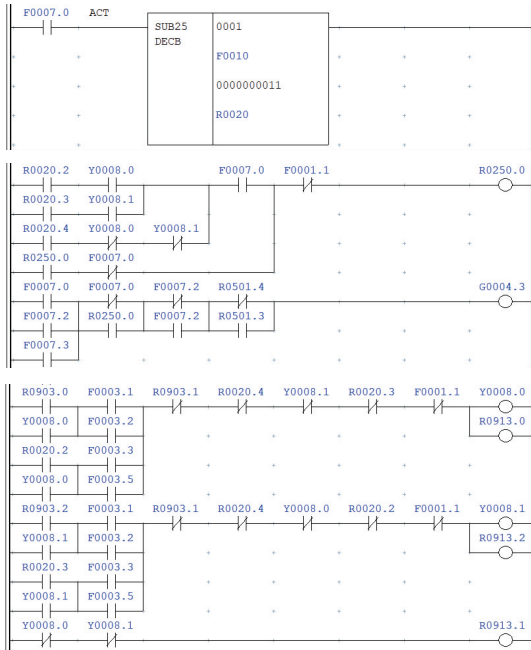 F0007.0 ACT
SUB25 0001
DECB
F0010
0000000011
R0020
R0020.2 Y0008.0 F0007.0 F0001.1 R0250.0
R0020.3 Y0008.1
R0020.4 Y0008.0 Y0008.1
R0250.0 F0007.0
F0007.0 F0007.0 F0007.2 R0501.4 G0004.3
F0007.2 R0250.0 F0007.2 R0501.3
F0007.3
R0903.0 F0003.1 R0903.1 R0020.4 Y0008.1 R0020.3 F0001.1 Y0008.0
Y0008.0 F0003.2 R0913.0
R0020.2 F0003.3
Y0008.0 F0003.5
R0903.2 F0003.1 R0903.1 R0020.4 Y0008.0 R0020.2 F0001.1 Y0008.1
Y0008.1 F0003.2 R0913.2
R0020.3 F0003.3
Y0008.1 F0003.5
Y0008.0 Y0008.1 R0913.1